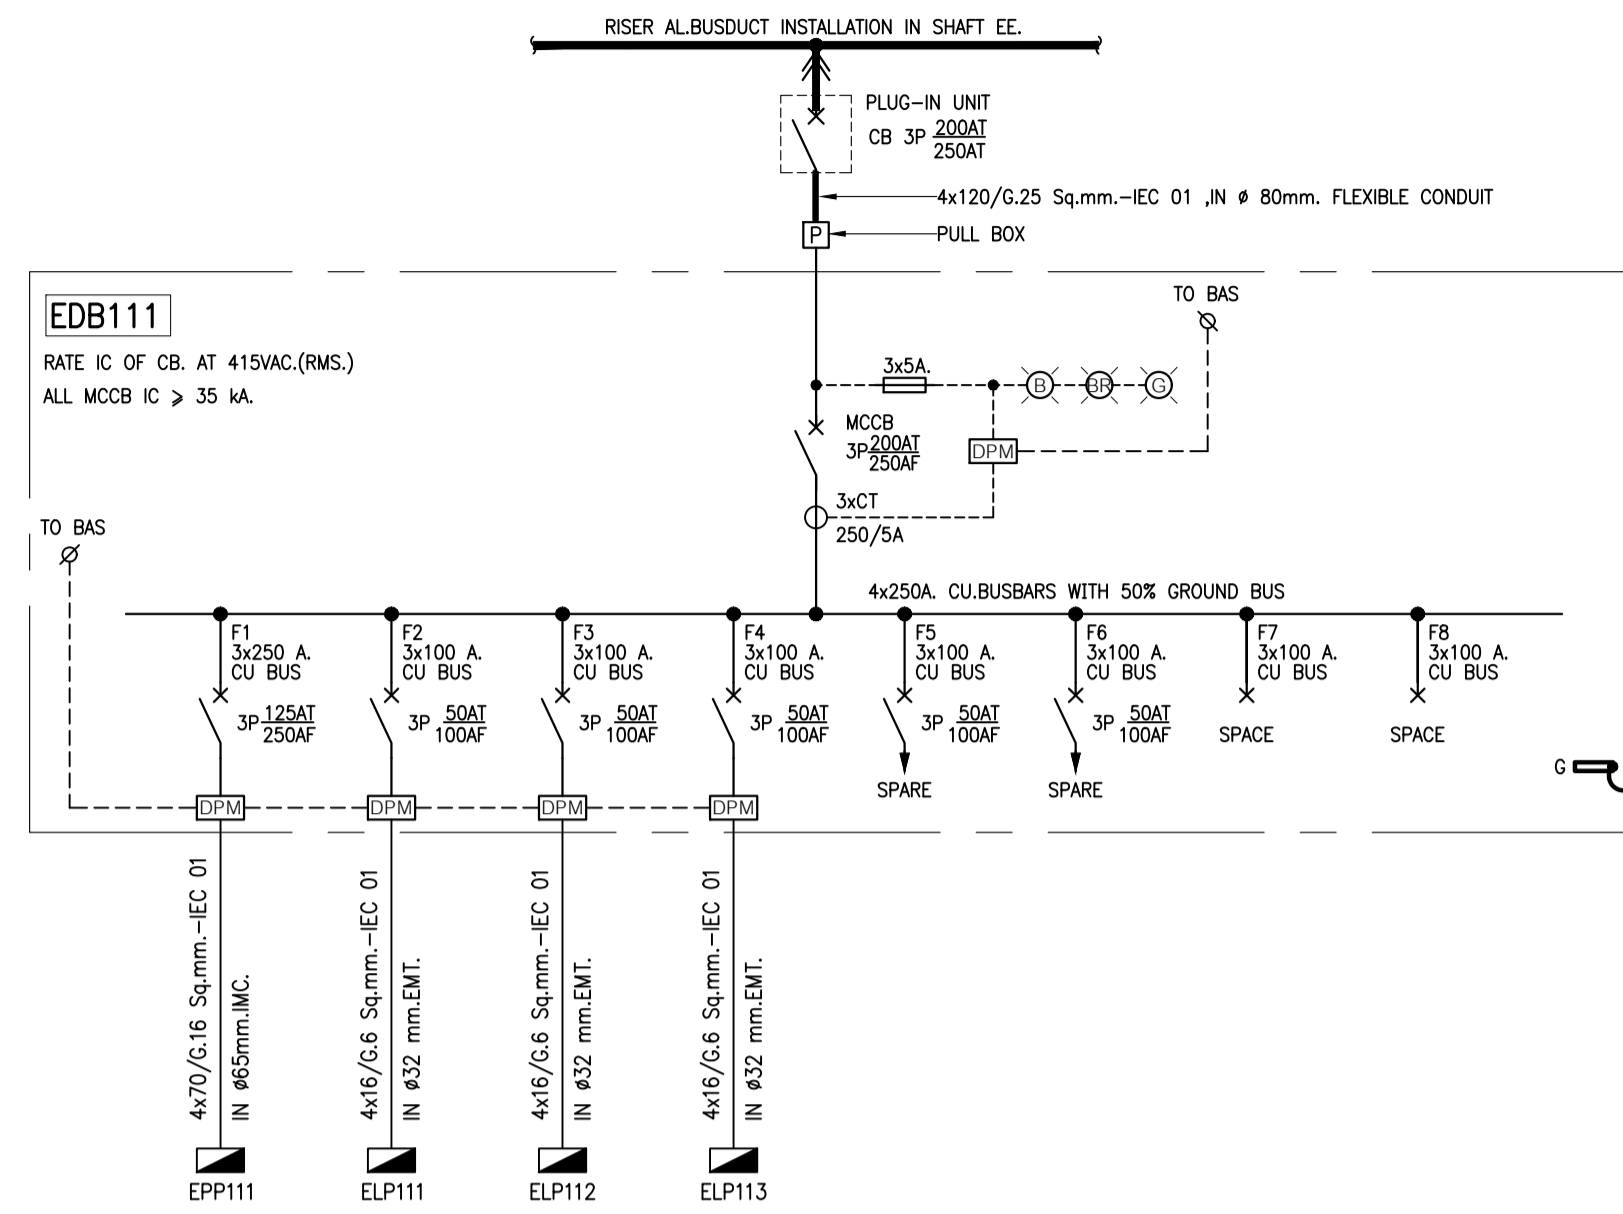 RISER AL.BUSDUCT INSTALLATION IN SHAFT EE.
PLUG-IN UNIT
CB 3P 200AT
250AT
4x120/G.25 Sq.mm.-IEC 01 ,IN ø 80mm. FLEXIBLE CONDUIT
P
PULL BOX
EDB111
RATE IC OF CB. AT 415VAC.(RMS.)
ALL MCCB IC ⩾ 35 kA.
TO BAS
3x5A.
B
BR
G
MCCB
3P 200AT
250AF
DPM
3xCT
250/5A
TO BAS
4x250A. CU.BUSBARS WITH 50% GROUND BUS
F1
3x250 A.
CU BUS
3P 125AT
250AF
F2
3x100 A.
CU BUS
3P 50AT
100AF
F3
3x100 A.
CU BUS
3P 50AT
100AF
F4
3x100 A.
CU BUS
3P 50AT
100AF
F5
3x100 A.
CU BUS
3P 50AT
100AF
SPARE
F6
3x100 A.
CU BUS
3P 50AT
100AF
SPARE
F7
3x100 A.
CU BUS
SPACE
F8
3x100 A.
CU BUS
SPACE
G
DPM
DPM
DPM
DPM
4x70/G.16 Sq.mm.-IEC 01
IN ø65mm.IMC.
4x16/G.6 Sq.mm.-IEC 01
IN ø32 mm.EMT.
4x16/G.6 Sq.mm.-IEC 01
IN ø32 mm.EMT.
4x16/G.6 Sq.mm.-IEC 01
IN ø32 mm.EMT.
EPP111
ELP111
ELP112
ELP113